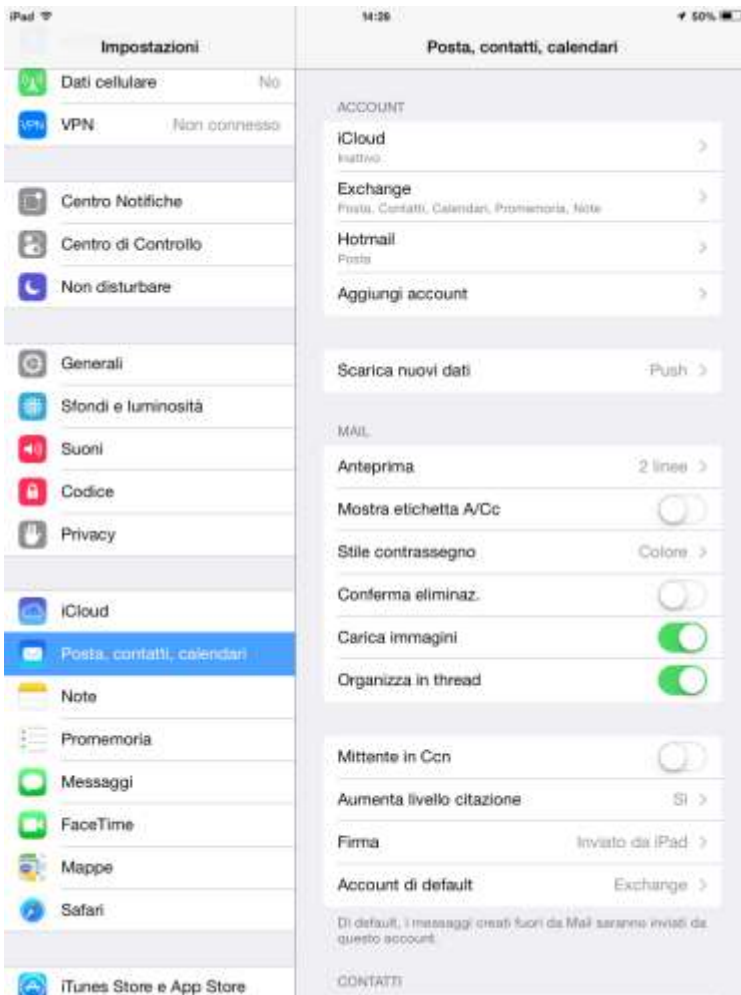 iPad
14:26
50%
Impostazioni
Dati cellulare No
VPN VPN Non connesso
Centro Notifiche
Centro di Controllo
Non disturbare
Generali
Sfondi e luminosità
Suoni
Codice
Privacy
iCloud
Posta, contatti, calendari
Note
Promemoria
Messaggi
FaceTime
Mappe
Safari
iTunes Store e App Store
Posta, contatti, calendari
ACCOUNT
iCloud
Inattivo
Exchange
Posta, Contatti, Calendari, Promemoria, Note
Hotmail
Posta
Aggiungi account
Scarica nuovi dati Push
MAIL
Anteprima 2 linee
Mostra etichetta A/Cc
Stile contrassegno Colore
Conferma eliminaz.
Carica immagini
Organizza in thread
Mittente in Ccn
Aumenta livello citazione Sì
Firma Inviato da iPad
Account di default Exchange
Di default, i messaggi creati fuori da Mail saranno inviati da
questo account.
CONTATTI